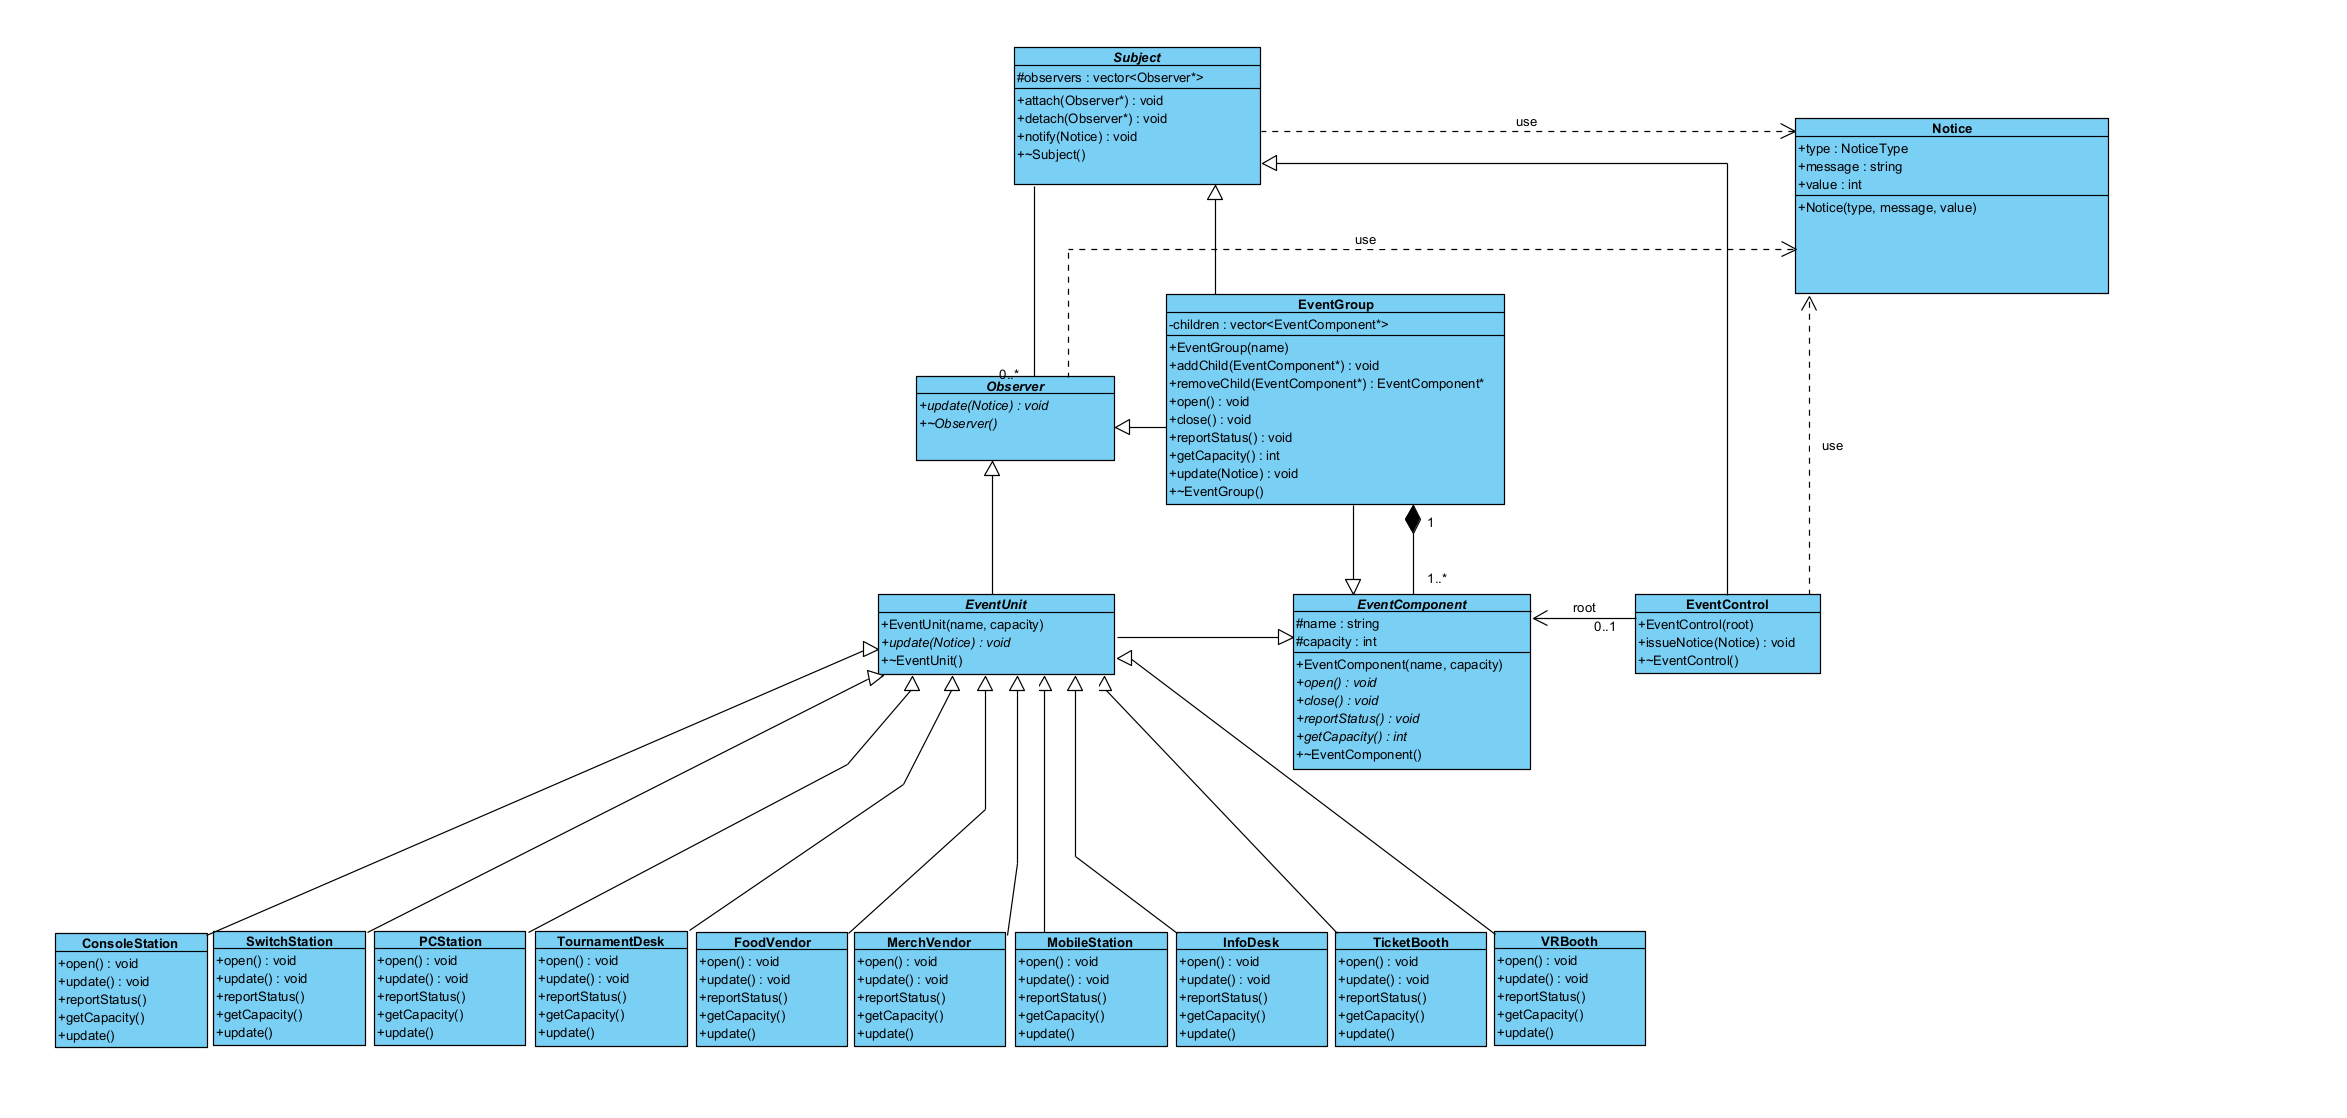 Subject
#observers : vector<Observer*>
+attach(Observer*) : void
+detach(Observer*) : void
+notify(Notice) : void
+~Subject()
use
Notice
+type : NoticeType
+message : string
+value : int
+Notice(type, message, value)
use
EventGroup
-children : vector<EventComponent*>
+EventGroup(name)
+addChild(EventComponent*) : void
+removeChild(EventComponent*) : EventComponent*
+open() : void
+close() : void
+reportStatus() : void
+getCapacity() : int
+update(Notice) : void
+~EventGroup()
0..*
Observer
+update(Notice) : void
+~Observer()
use
1
1..*
EventUnit
+EventUnit(name, capacity)
+update(Notice) : void
+~EventUnit()
EventComponent
#name : string
#capacity : int
+EventComponent(name, capacity)
+open() : void
+close() : void
+reportStatus() : void
+getCapacity() : int
+~EventComponent()
root
0..1
EventControl
+EventControl(root)
+issueNotice(Notice) : void
+~EventControl()
ConsoleStation
+open() : void
+update() : void
+reportStatus()
+getCapacity()
+update()
SwitchStation
+open() : void
+update() : void
+reportStatus()
+getCapacity()
+update()
PCStation
+open() : void
+update() : void
+reportStatus()
+getCapacity()
+update()
TournamentDesk
+open() : void
+update() : void
+reportStatus()
+getCapacity()
+update()
FoodVendor
+open() : void
+update() : void
+reportStatus()
+getCapacity()
+update()
MerchVendor
+open() : void
+update() : void
+reportStatus()
+getCapacity()
+update()
MobileStation
+open() : void
+update() : void
+reportStatus()
+getCapacity()
+update()
InfoDesk
+open() : void
+update() : void
+reportStatus()
+getCapacity()
+update()
TicketBooth
+open() : void
+update() : void
+reportStatus()
+getCapacity()
+update()
VRBooth
+open() : void
+update() : void
+reportStatus()
+getCapacity()
+update()